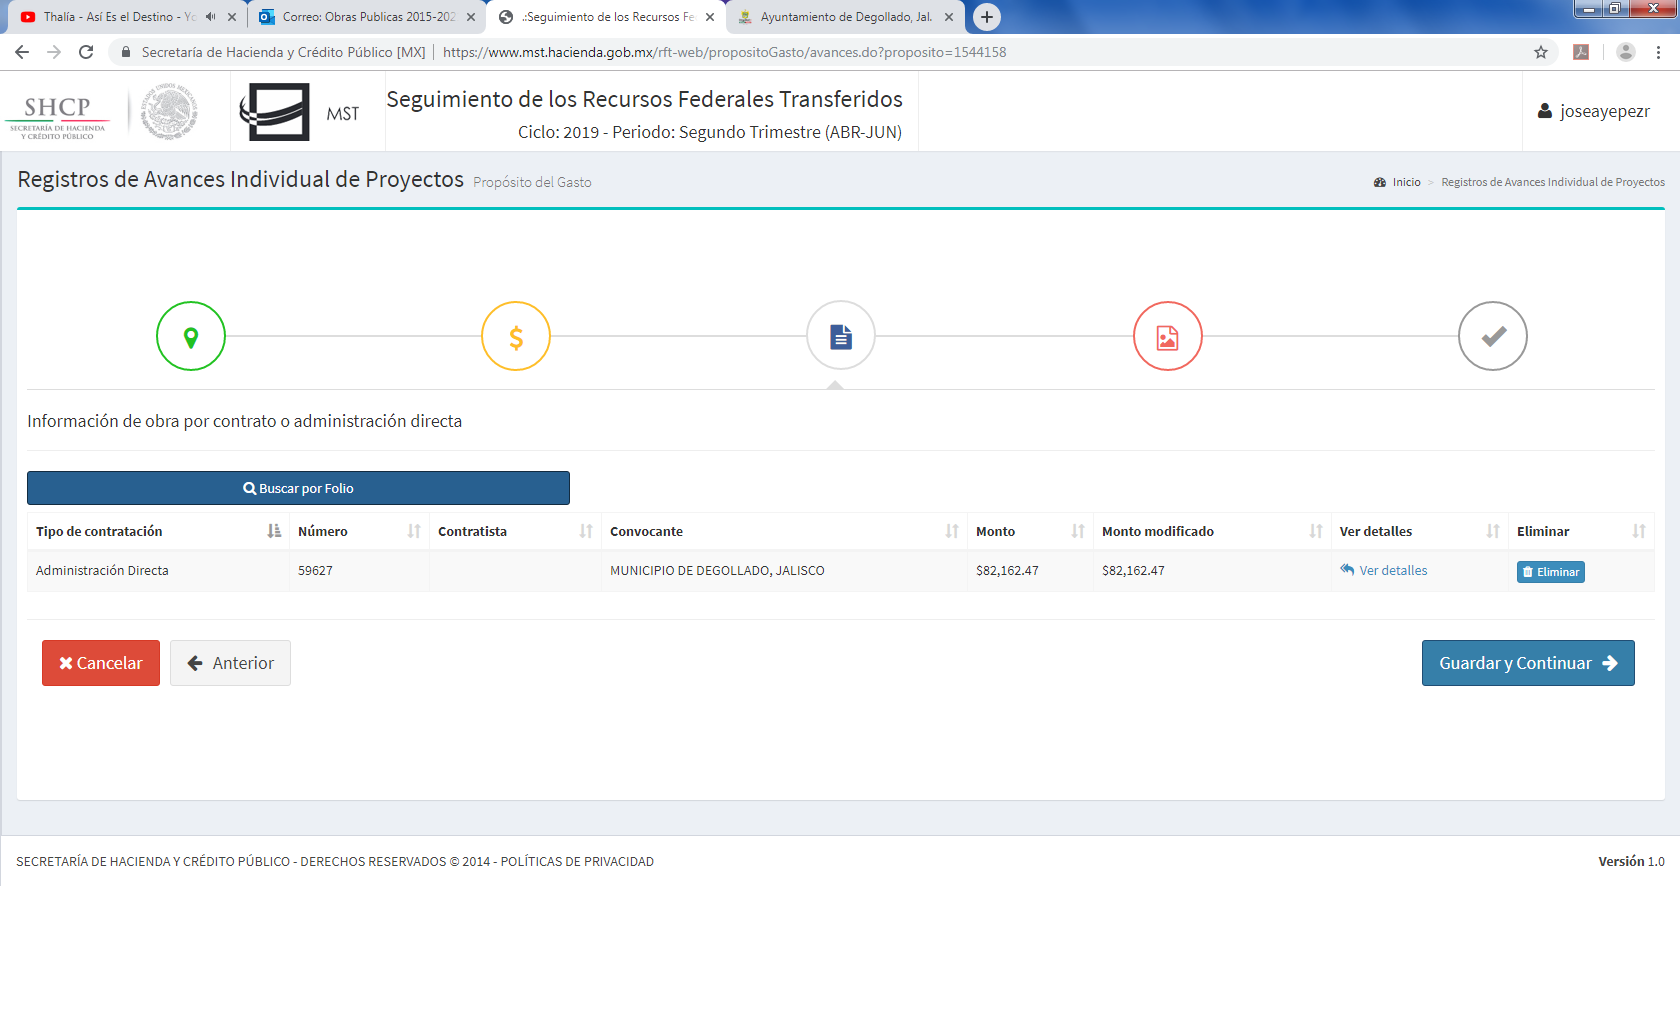 Thalía - Así Es el Destino - Yo
Correo: Obras Publicas 2015-202
.:Seguimiento de los Recursos Fe
Ayuntamiento de Degollado, Jal.
Secretaría de Hacienda y Crédito Público [MX]
https://www.mst.hacienda.gob.mx/rft-web/propositoGasto/avances.do?proposito=1544158
SHCP
SECRETARÍA DE HACIENDA
Y CRÉDITO PÚBLICO
ESTADOS UNIDOS MEXICANOS
MST
Seguimiento de los Recursos Federales Transferidos
Ciclo: 2019 - Periodo: Segundo Trimestre (ABR-JUN)
joseayepezr
Registros de Avances Individual de Proyectos Propósito del Gasto
Inicio > Registros de Avances Individual de Proyectos
Información de obra por contrato o administración directa
Buscar por Folio
Tipo de contratación Número Contratista Convocante Monto Monto modificado Ver detalles Eliminar
Administración Directa 59627 MUNICIPIO DE DEGOLLADO, JALISCO $82,162.47 $82,162.47 Ver detalles Eliminar
Cancelar Anterior Guardar y Continuar
SECRETARÍA DE HACIENDA Y CRÉDITO PÚBLICO - DERECHOS RESERVADOS © 2014 - POLÍTICAS DE PRIVACIDAD
Versión 1.0